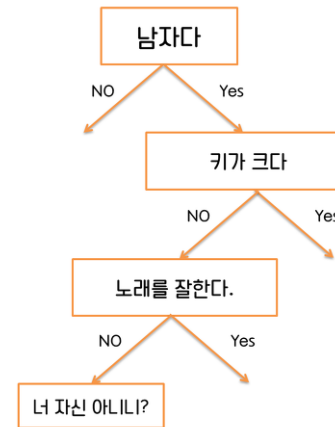 남자다
NO
Yes
키가 크다
NO
Yes
노래를 잘한다.
NO
Yes
너 자신 아니니?